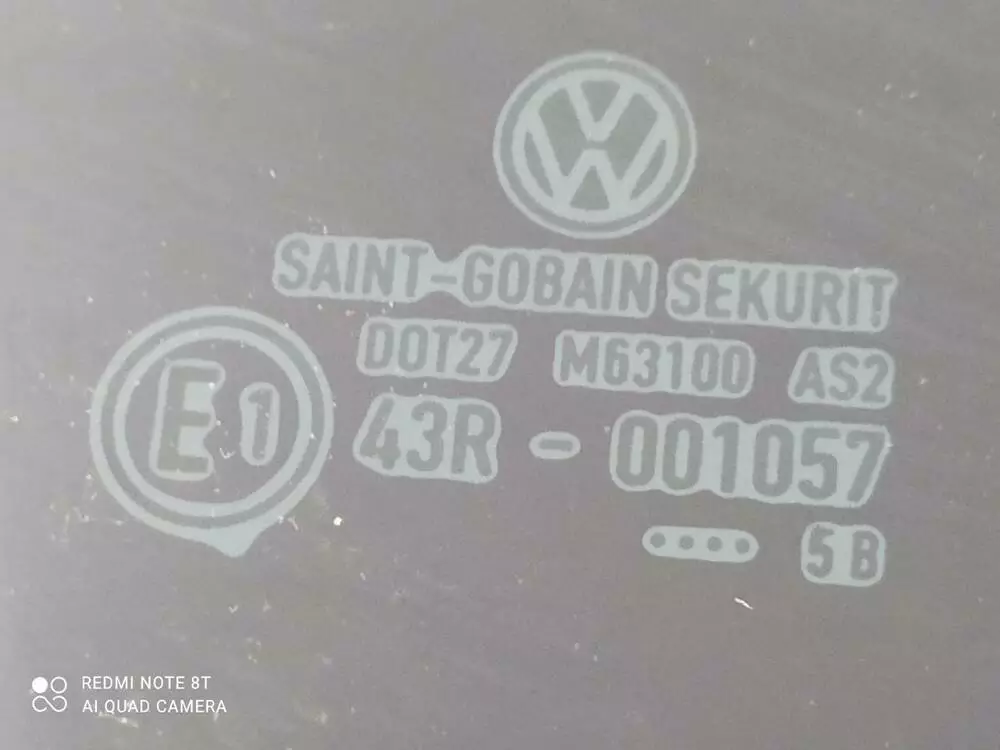 SAINT-GOBAIN SEKURIT
DOT27 M63100 AS2
E1 43R - 001057
.... 5 B
REDMI NOTE 8T
AI QUAD CAMERA